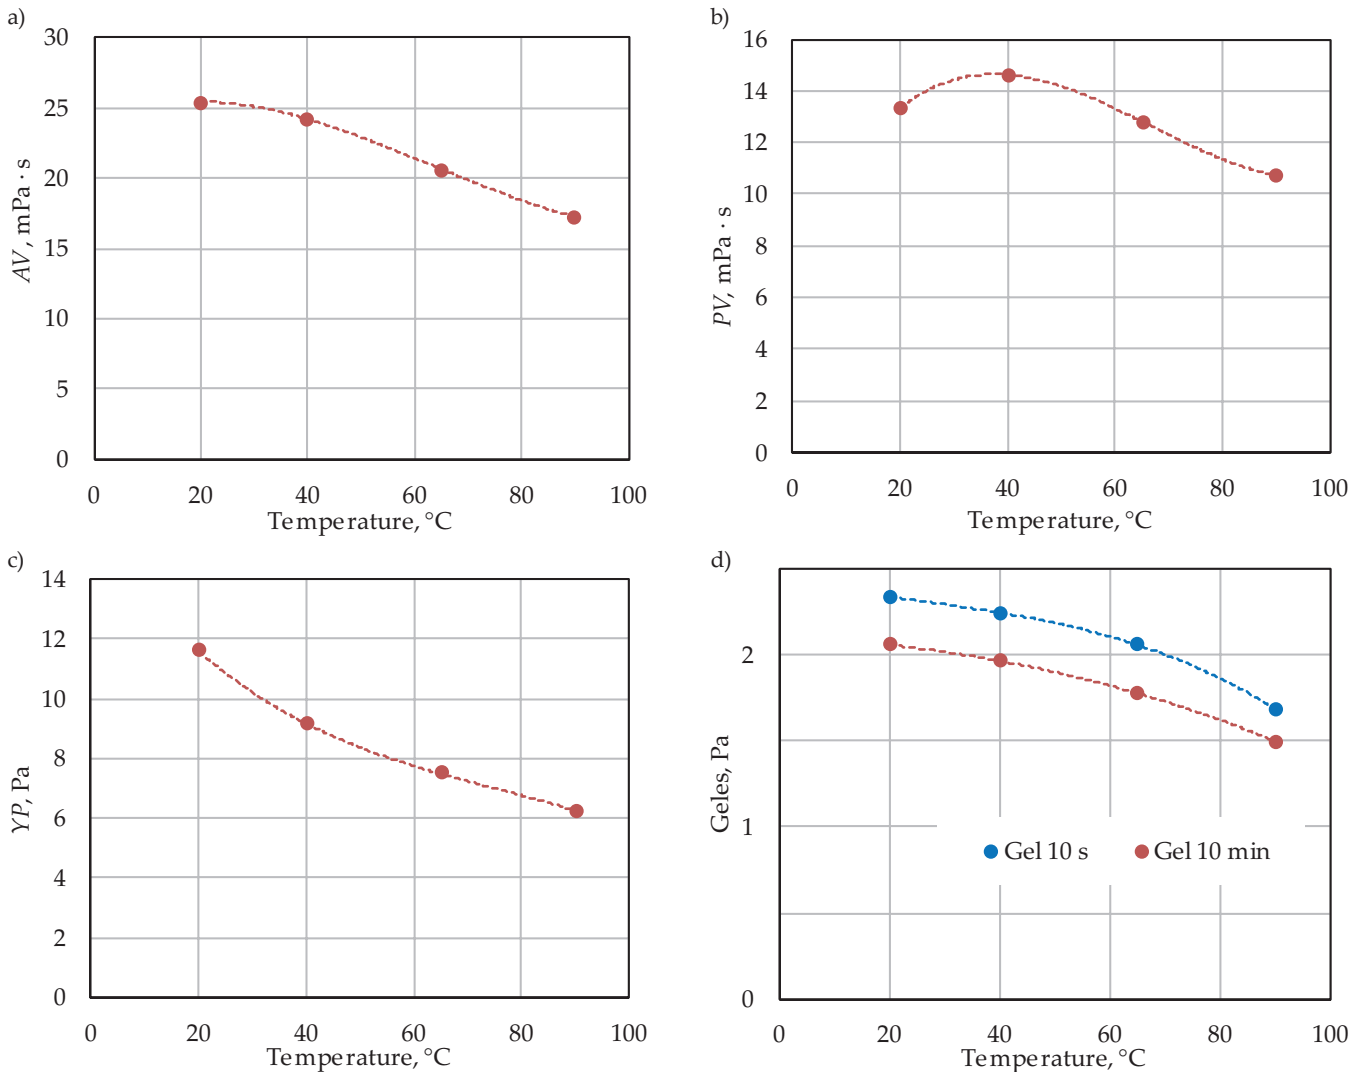 a)
30
25
20
15
10
5
0
AV, mPa · s
0 20 40 60 80 100
Temperature, °C
b)
16
14
12
10
8
6
4
2
0
PV, mPa · s
0 20 40 60 80 100
Temperature, °C
c)
14
12
10
8
6
4
2
0
YP, Pa
0 20 40 60 80 100
Temperature, °C
d)
2
1
0
Geles, Pa
Gel 10 s Gel 10 min
0 20 40 60 80 100
Temperature, °C